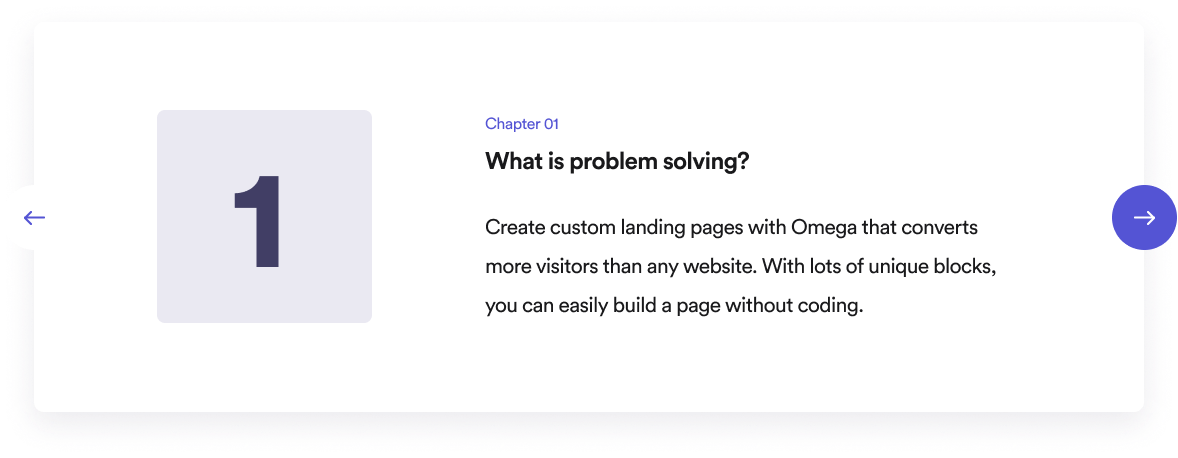 1
Chapter 01
What is problem solving?
Create custom landing pages with Omega that converts
more visitors than any website. With lots of unique blocks,
you can easily build a page without coding.